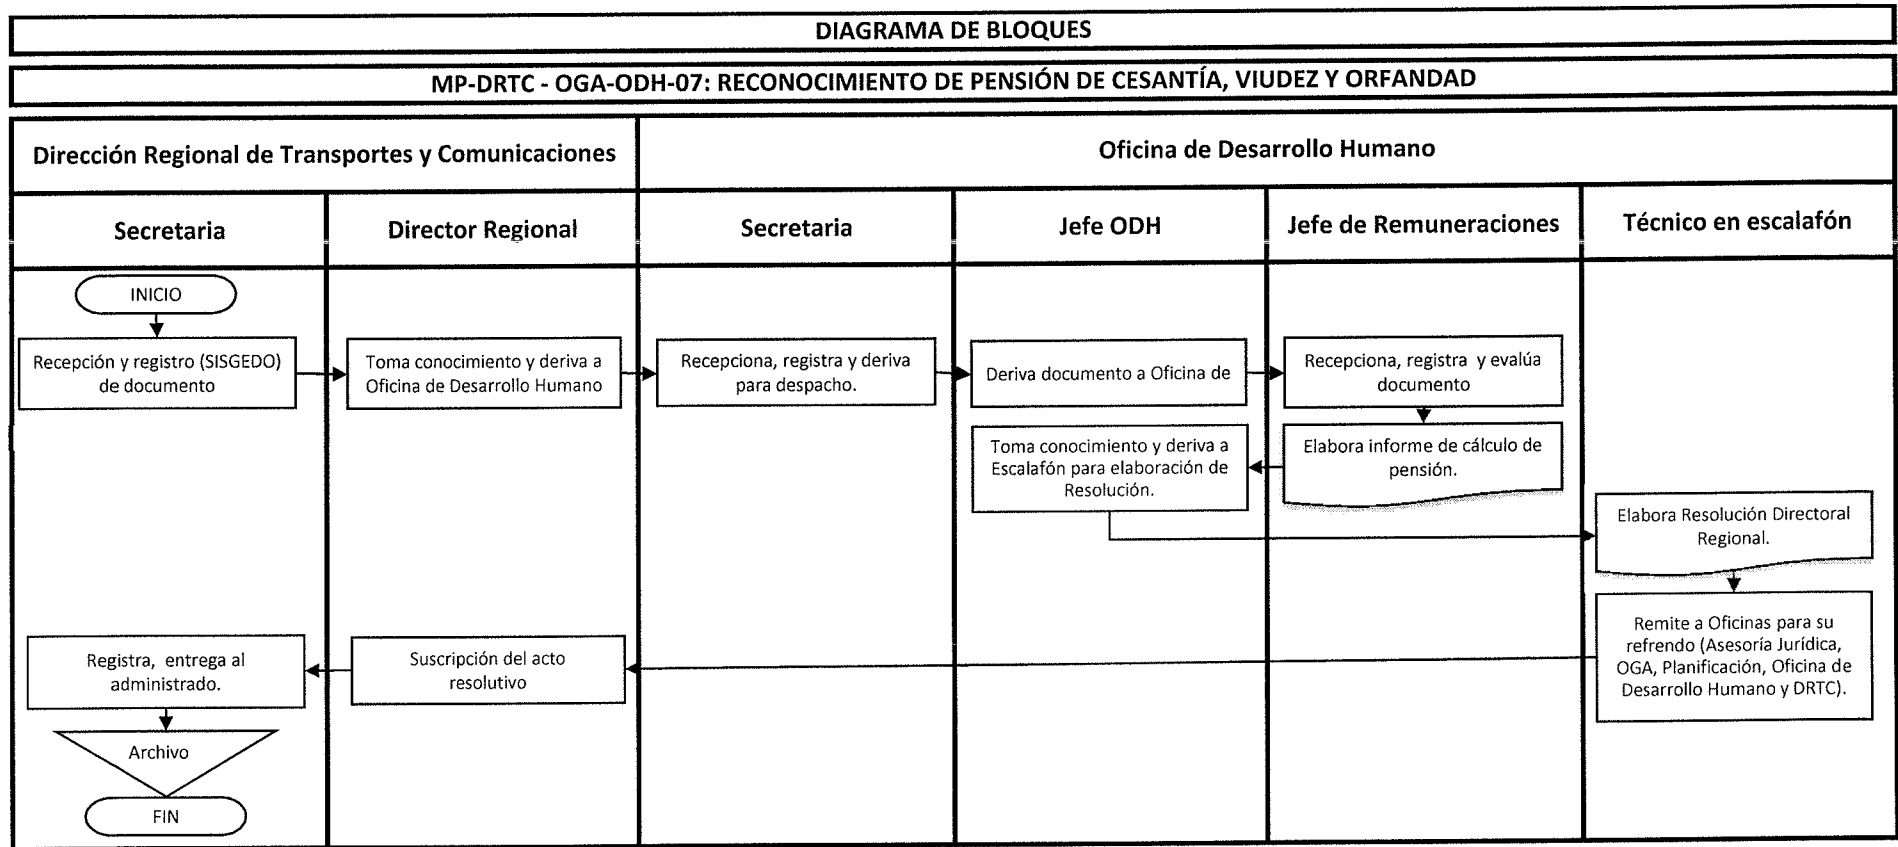 DIAGRAMA DE BLOQUES
MP-DRTC - OGA-ODH-07: RECONOCIMIENTO DE PENSIÓN DE CESANTÍA, VIUDEZ Y ORFANDAD
Dirección Regional de Transportes y Comunicaciones
Oficina de Desarrollo Humano
Secretaria
Director Regional
Secretaria
Jefe ODH
Jefe de Remuneraciones
Técnico en escalafón
INICIO
Recepción y registro (SISGEDO)
de documento
Toma conocimiento y deriva a
Oficina de Desarrollo Humano
Recepciona, registra y deriva
para despacho.
Deriva documento a Oficina de
Recepciona, registra y evalúa
documento
Elabora informe de cálculo de
pensión.
Toma conocimiento y deriva a
Escalafón para elaboración de
Resolución.
Elabora Resolución Directoral
Regional.
Remite a Oficinas para su
refrendo (Asesoría Jurídica,
OGA, Planificación, Oficina de
Desarrollo Humano y DRTC).
Suscripción del acto
resolutivo
Registra, entrega al
administrado.
Archivo
FIN